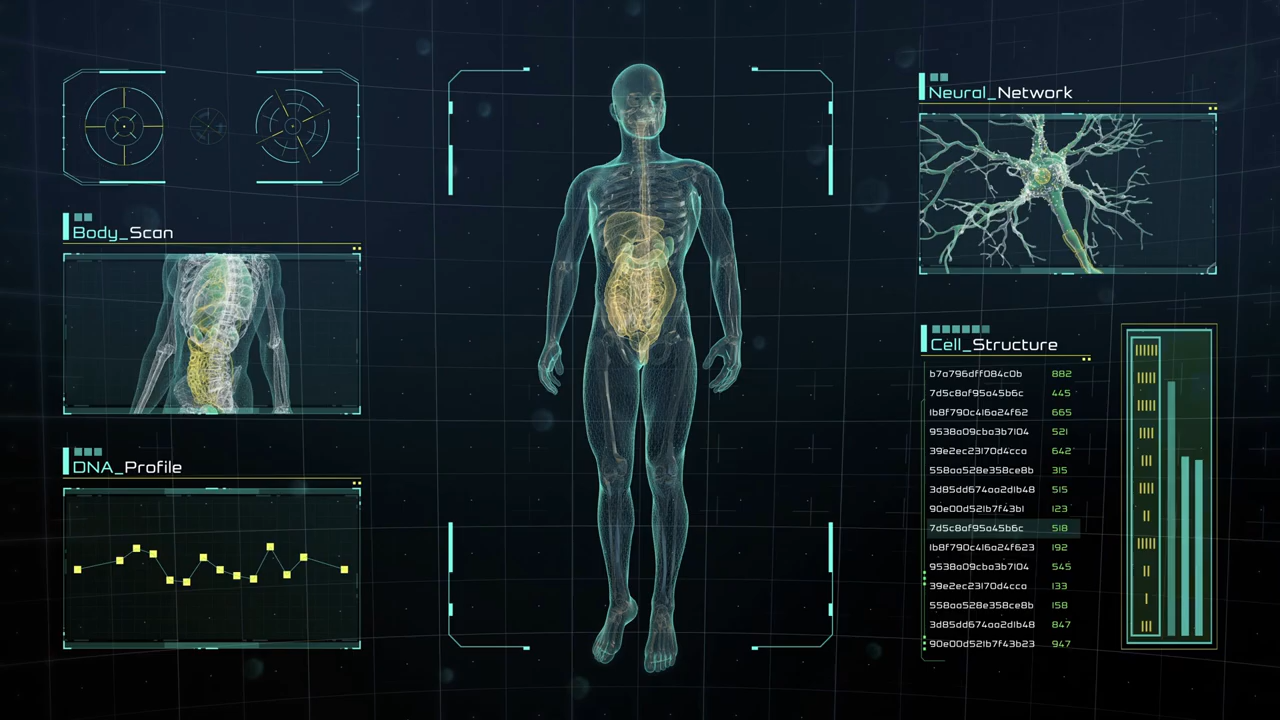 Body_Scan
DNA_Profile
Neural_Network
Cell_Structure
b7a796dff084c0b 882
7d5c8af95a45b6c 445
1b8f790c416a24f62 665
9538a09cba3b7104 521
39e2ec23170d4cca 642
558aa528e358ce8b 315
3d85dd674aa2d1b48 515
90e00d521b7f43b1 123
7d5c8af95a45b6c 518
1b8f790c416a24f623 192
9538a09cba3b7104 545
39e2ec23170d4cca 133
558aa528e358ce8b 158
3d85dd674aa2d1b48 847
90e00d521b7f43b23 947